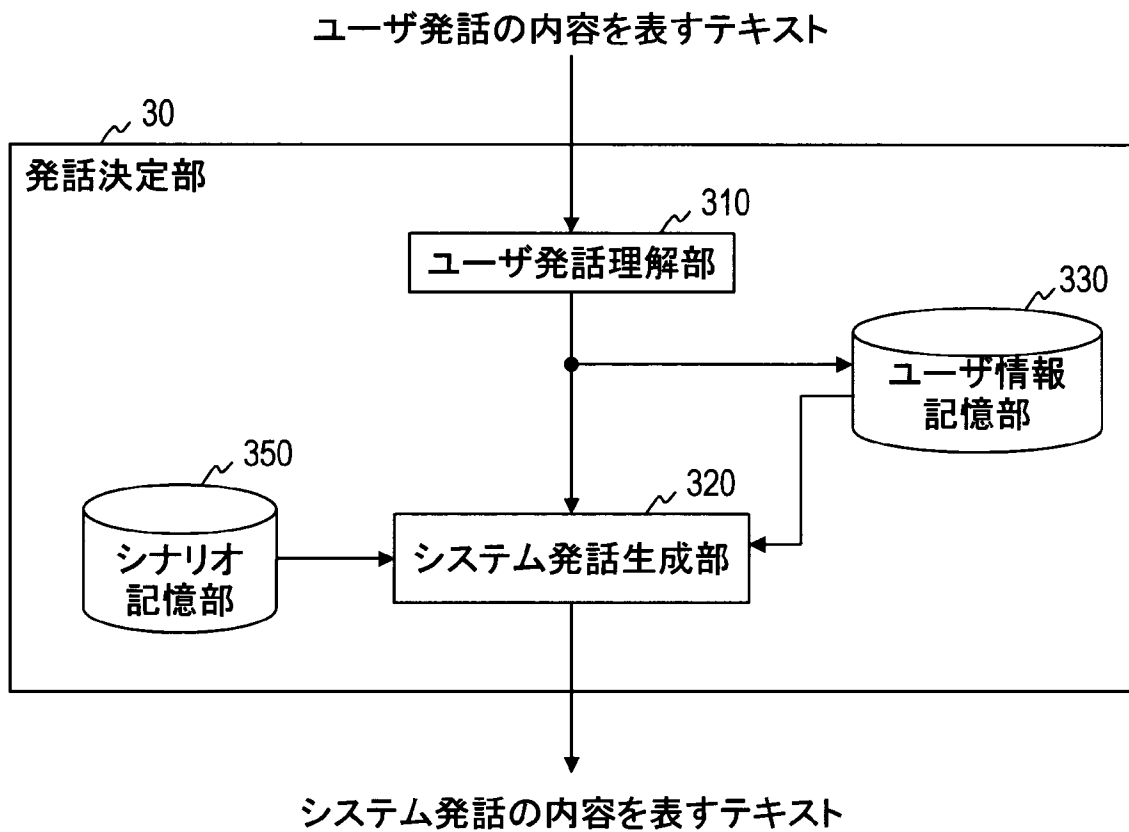 ユーザ発話の内容を表すテキスト
30
発話決定部
310
ユーザ発話理解部
330
ユーザ情報
記憶部
350
シナリオ
記憶部
320
システム発話生成部
システム発話の内容を表すテキスト